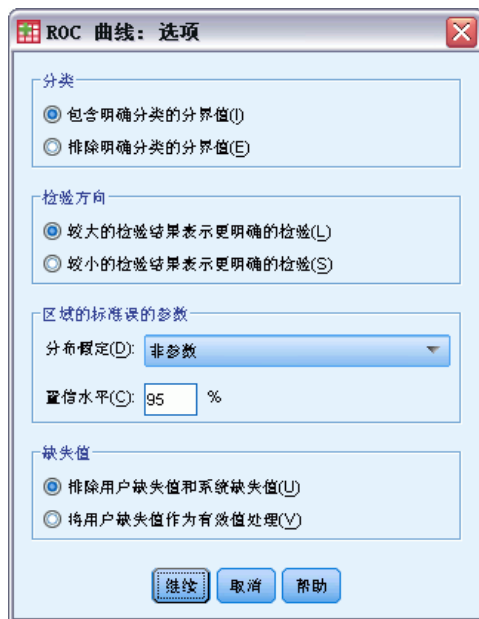 ROC 曲线: 选项
分类
包含明确分类的分界值(I)
排除明确分类的分界值(E)
检验方向
较大的检验结果表示更明确的检验(L)
较小的检验结果表示更明确的检验(S)
区域的标准误的参数
分布假定(D): 非参数
置信水平(C): 95 %
缺失值
排除用户缺失值和系统缺失值(U)
将用户缺失值作为有效值处理(V)
继续 取消 帮助